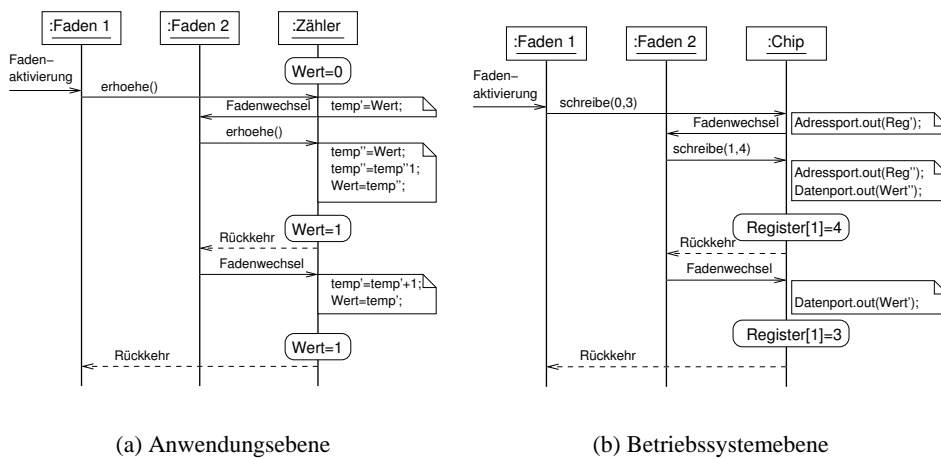 :Faden 1
:Faden 2
:Zähler
Faden−
aktivierung
Wert=0
erhoehe()
Fadenwechsel
temp'=Wert;
erhoehe()
temp''=Wert;
temp''=temp''1;
Wert=temp'';
Wert=1
Rückkehr
Fadenwechsel
temp'=temp'+1;
Wert=temp';
Wert=1
Rückkehr
(a) Anwendungsebene
:Faden 1
:Faden 2
:Chip
Faden−
aktivierung
schreibe(0,3)
Fadenwechsel
Adressport.out(Reg');
schreibe(1,4)
Adressport.out(Reg'');
Datenport.out(Wert'');
Register[1]=4
Rückkehr
Fadenwechsel
Datenport.out(Wert');
Register[1]=3
Rückkehr
(b) Betriebssystemebene